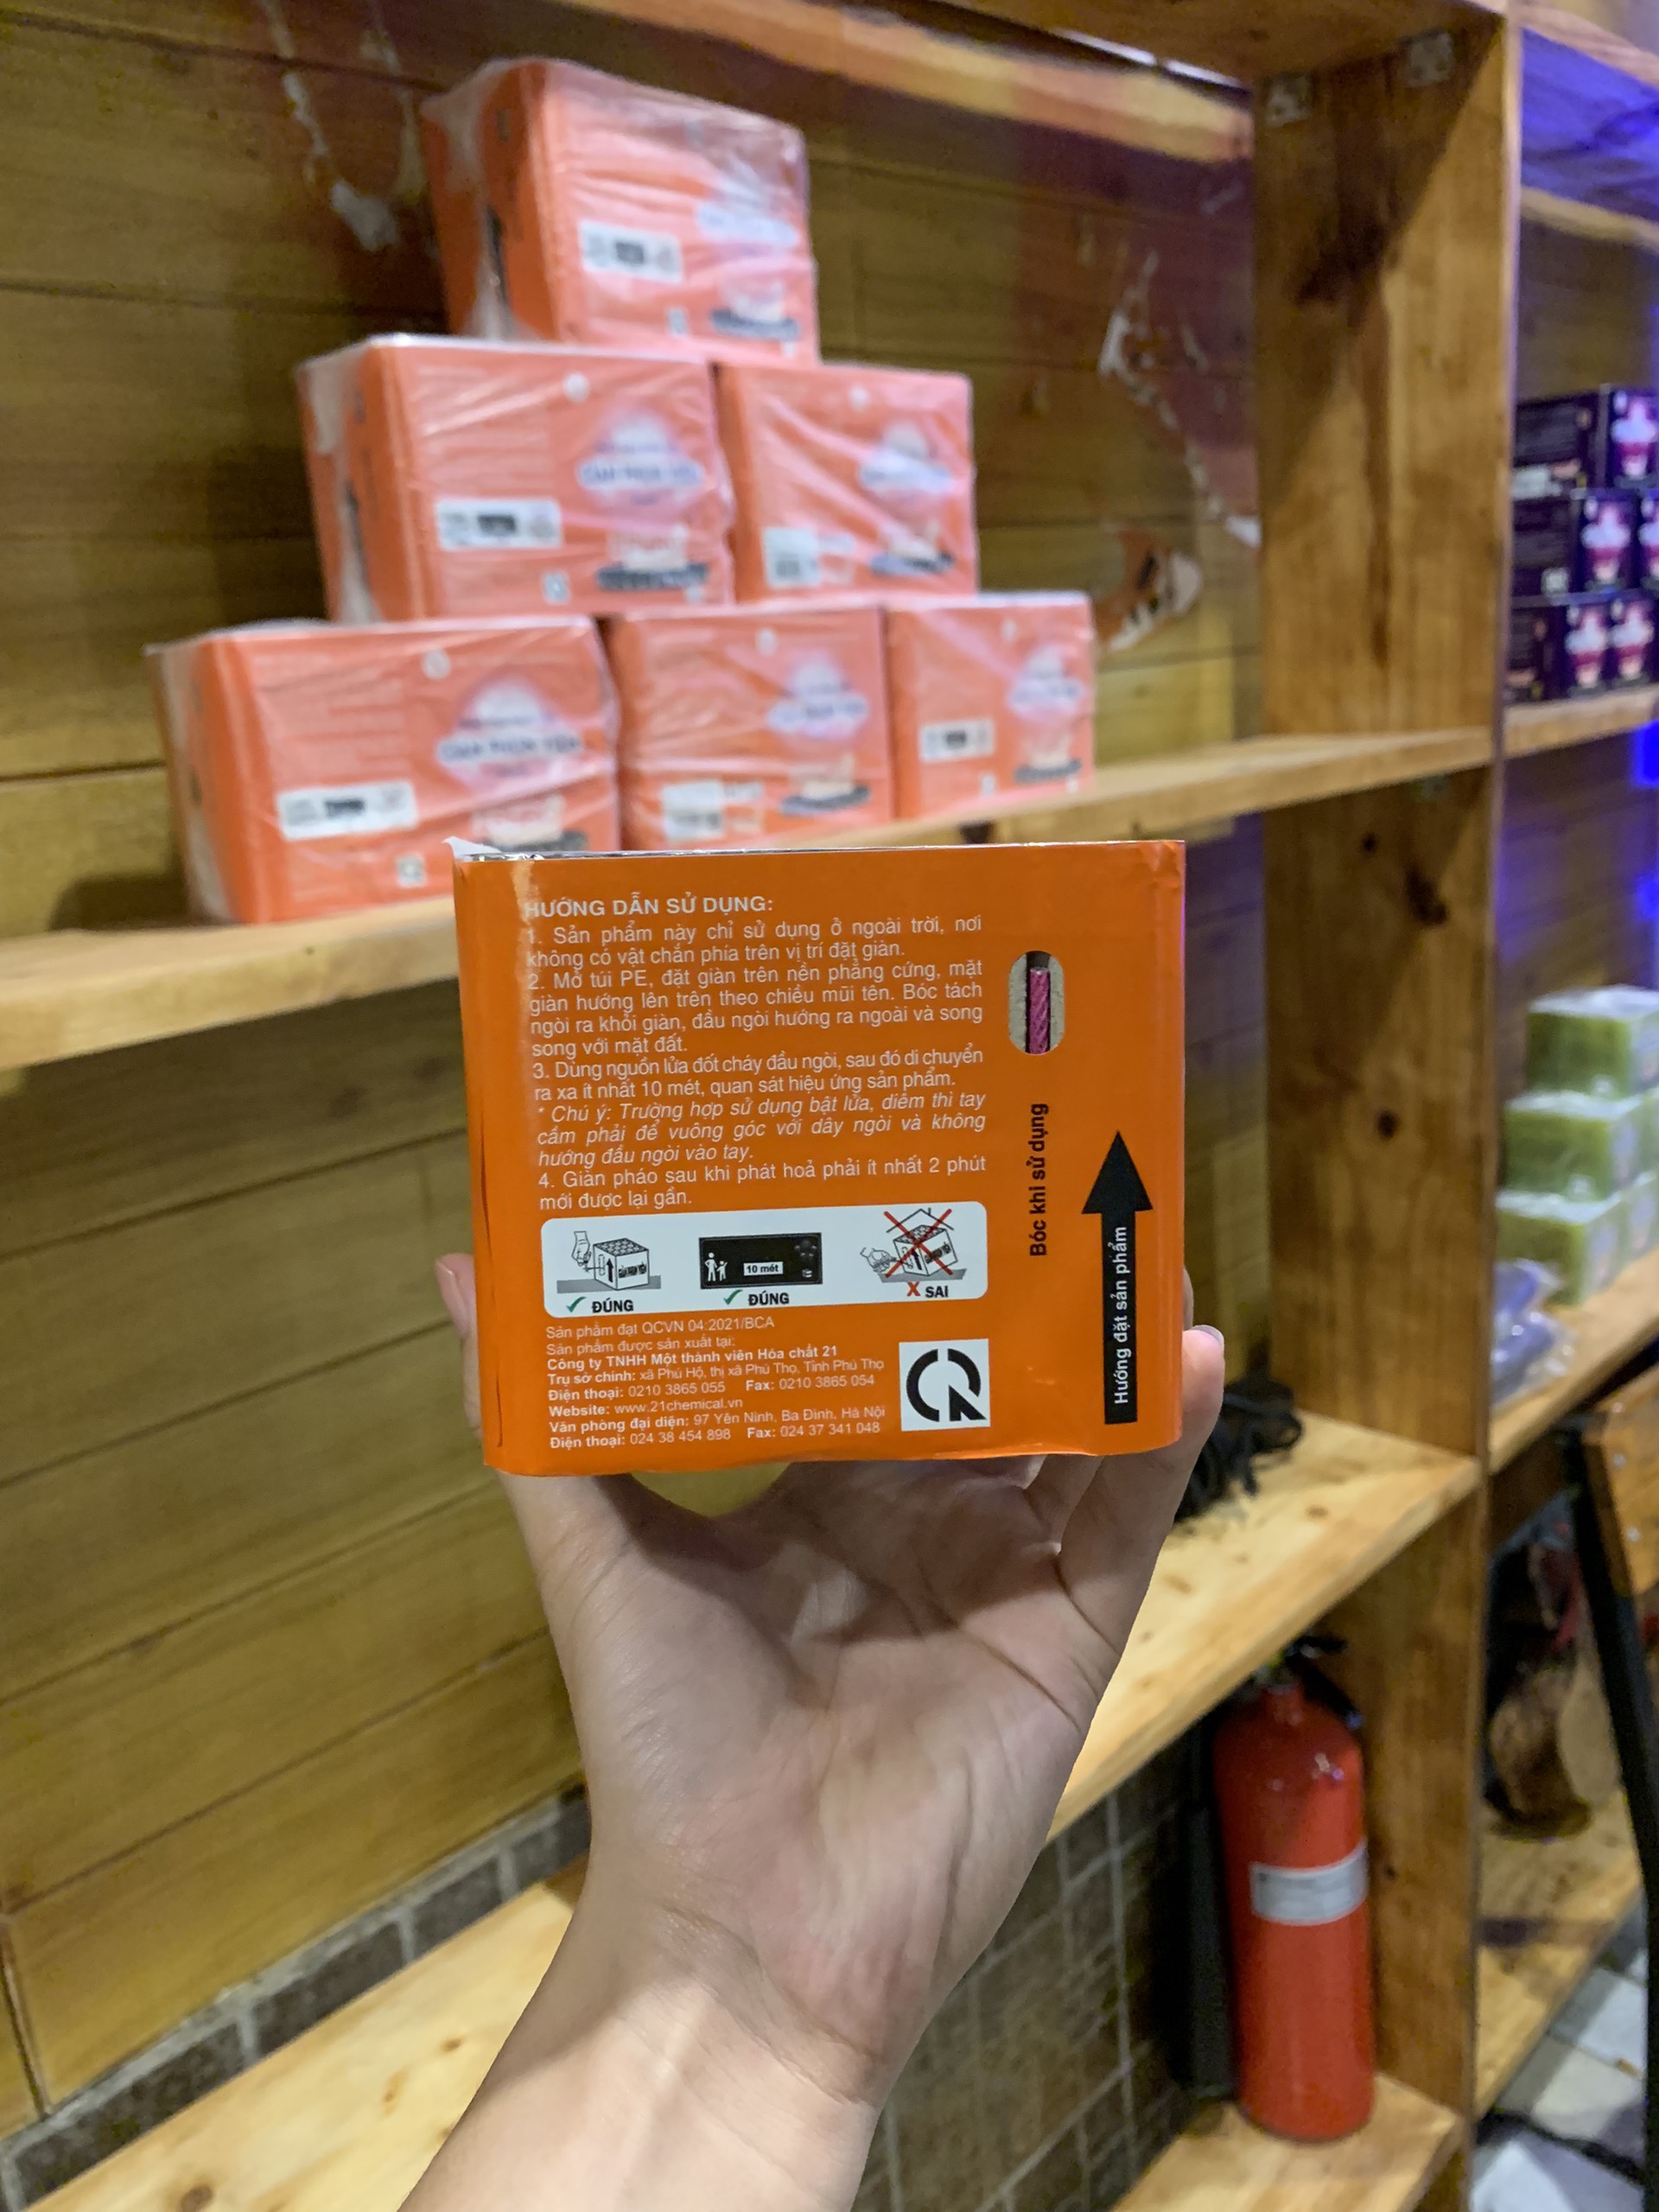 HƯỚNG DẪN SỬ DỤNG:
1. Sản phẩm này chỉ sử dụng ở ngoài trời, nơi
không có vật chắn phía trên vị trí đặt giàn.
2. Mở túi PE, đặt giàn trên nền phẳng cứng, mặt
giàn hướng lên trên theo chiều mũi tên. Bóc tách
ngòi ra khỏi giàn, đầu ngòi hướng ra ngoài và song
song với mặt đất.
3. Dùng nguồn lửa đốt cháy đầu ngòi, sau đó di chuyển
ra xa ít nhất 10 mét, quan sát hiệu ứng sản phẩm.
* Chú ý: Trường hợp sử dụng bật lửa, diêm thì tay
cầm phải để vuông góc với dây ngòi và không
hướng đầu ngòi vào tay.
4. Giàn pháo sau khi phát hoả phải ít nhất 2 phút
mới được lại gần.
10 mét
ĐÚNG
ĐÚNG
X SAI
Sản phẩm đạt QCVN 04:2021/BCA
Sản phẩm được sản xuất tại:
Công ty TNHH Một thành viên Hóa chất 21
Trụ sở chính: xã Phú Hộ, thị xã Phú Thọ, Tỉnh Phú Thọ
Điện thoại: 0210 3865 055 Fax: 0210 3865 054
Website: www.21chemical.vn
Văn phòng đại diện: 97 Yên Ninh, Ba Đình, Hà Nội
Điện thoại: 024 38 454 898 Fax: 024 37 341 048
Bóc khi sử dụng
Hướng đặt sản phẩm